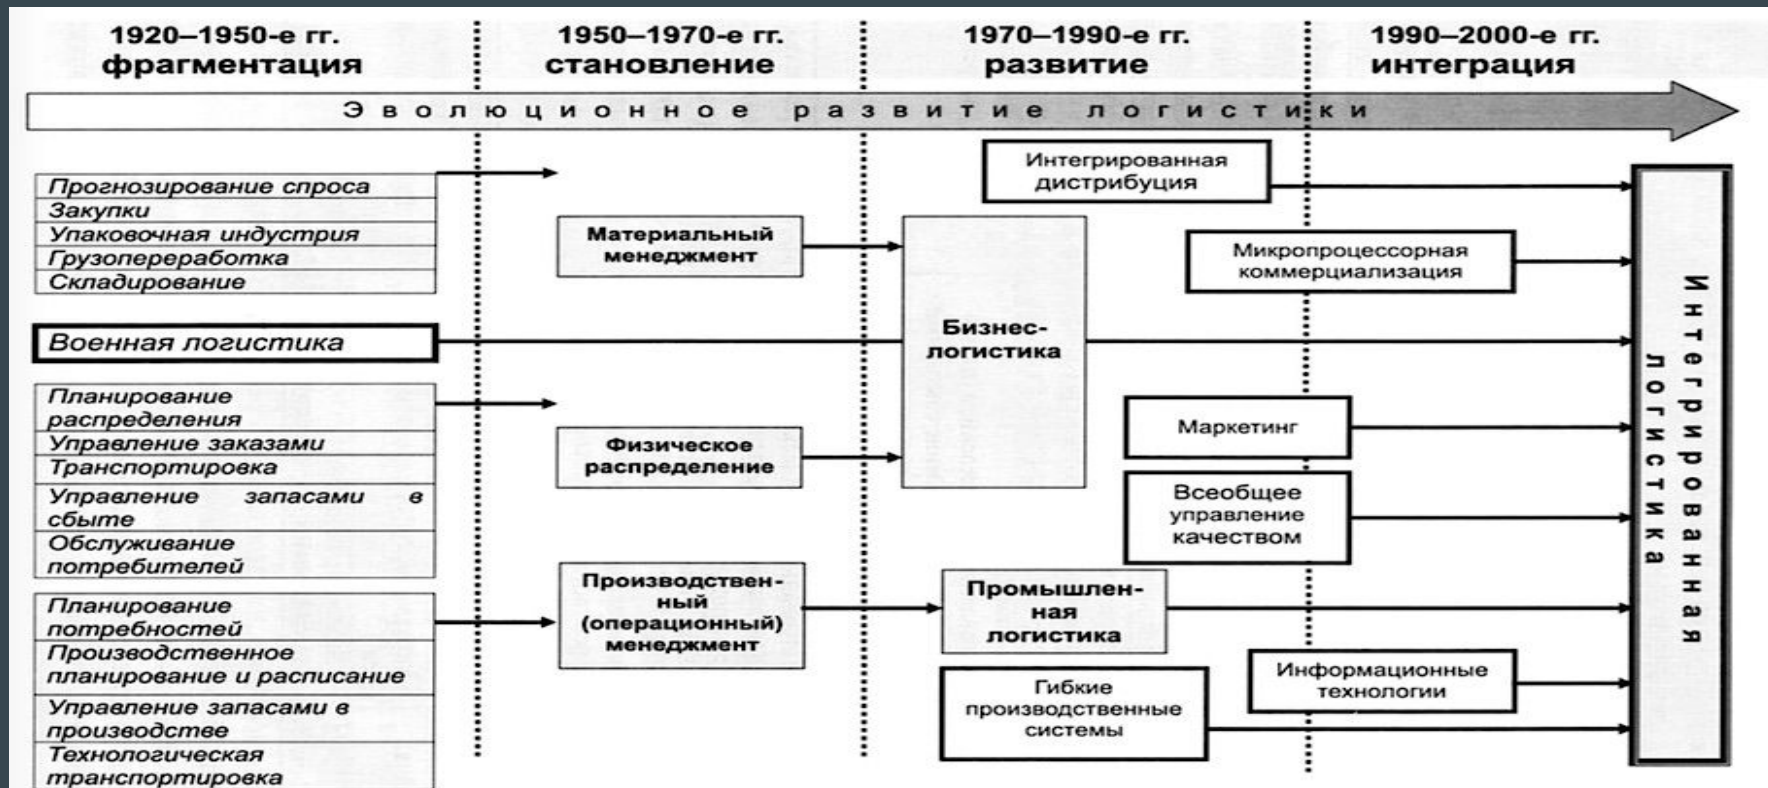 1920–1950-е гг.
фрагментация
1950–1970-е гг.
становление
1970–1990-е гг.
развитие
1990–2000-е гг.
интеграция
Эволюционное развитие логистики
Прогнозирование спроса
Закупки
Упаковочная индустрия
Грузопереработка
Складирование
Военная логистика
Планирование
распределения
Управление заказами
Транспортировка
Управление запасами в
сбыте
Обслуживание
потребителей
Планирование
потребностей
Производственное
планирование и расписание
Управление запасами в
производстве
Технологическая
транспортировка
Материальный
менеджмент
Физическое
распределение
Производствен-
ный
(операционный)
менеджмент
Интегрированная
дистрибуция
Микропроцессорная
коммерциализация
Бизнес-
логистика
Маркетинг
Всеобщее
управление
качеством
Промышлен-
ная
логистика
Информационные
технологии
Гибкие
производственные
системы
Интегрированная
логистика